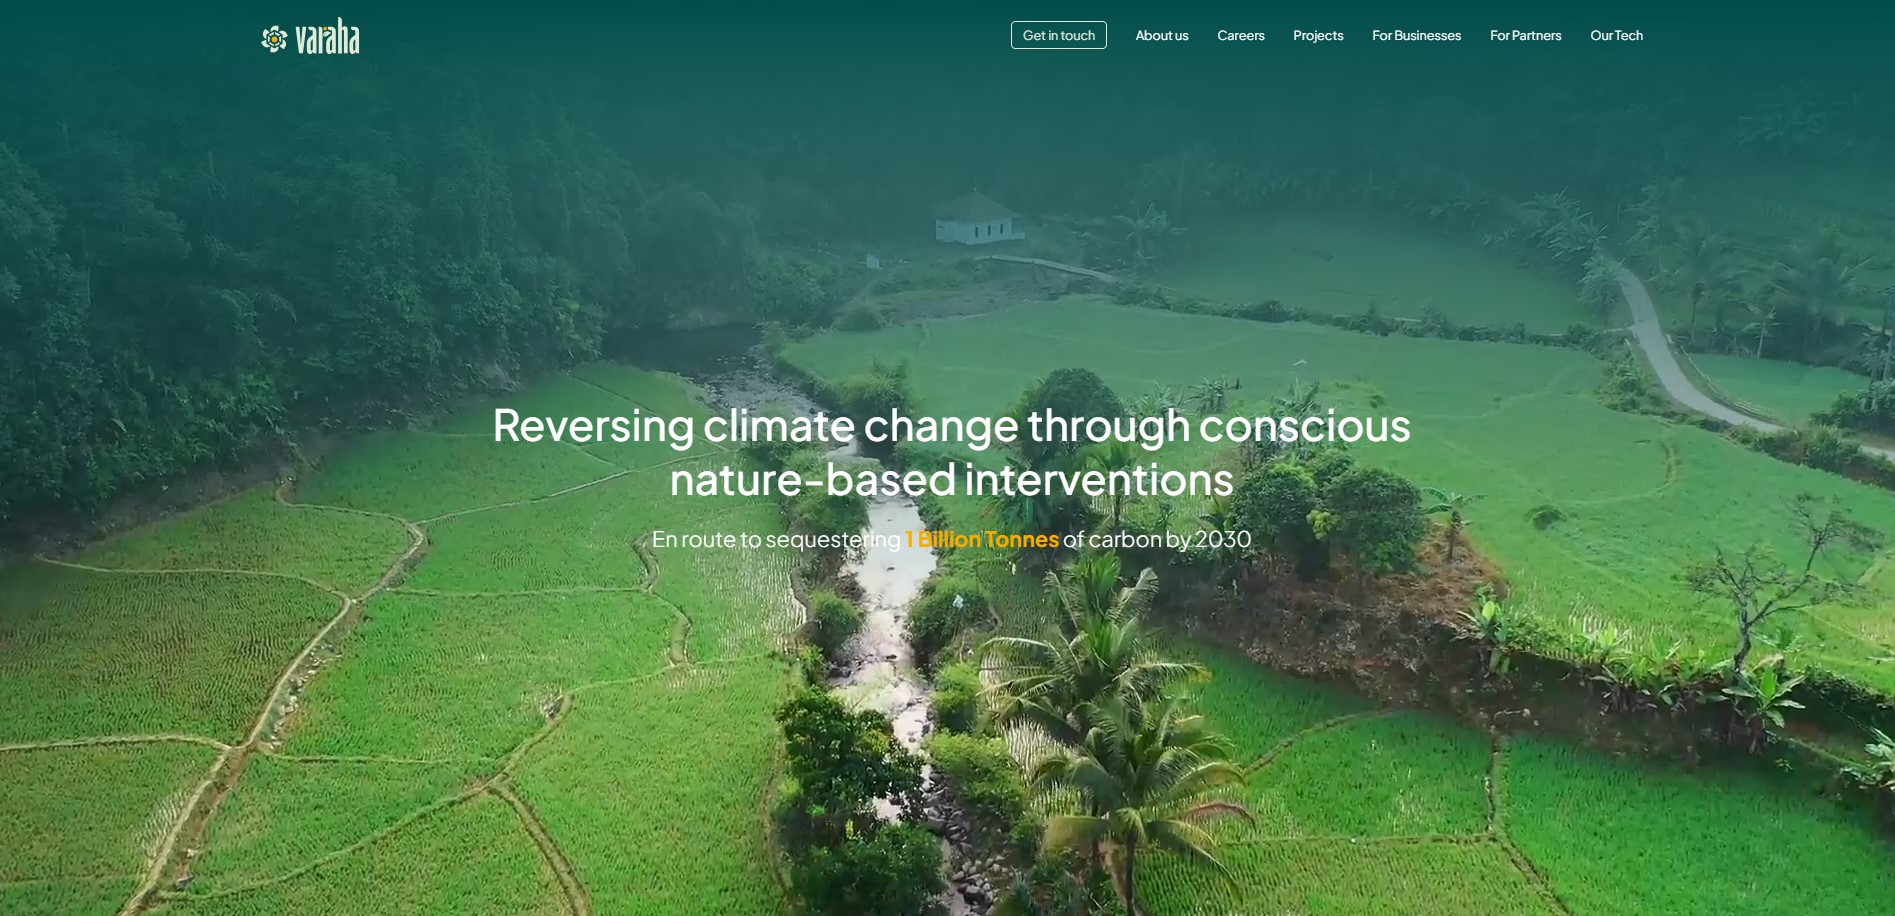 varaha
Get in touch
About us
Careers
Projects
For Businesses
For Partners
Our Tech
Reversing climate change through conscious
nature-based interventions
En route to sequestering 1 Billion Tonnes of carbon by 2030